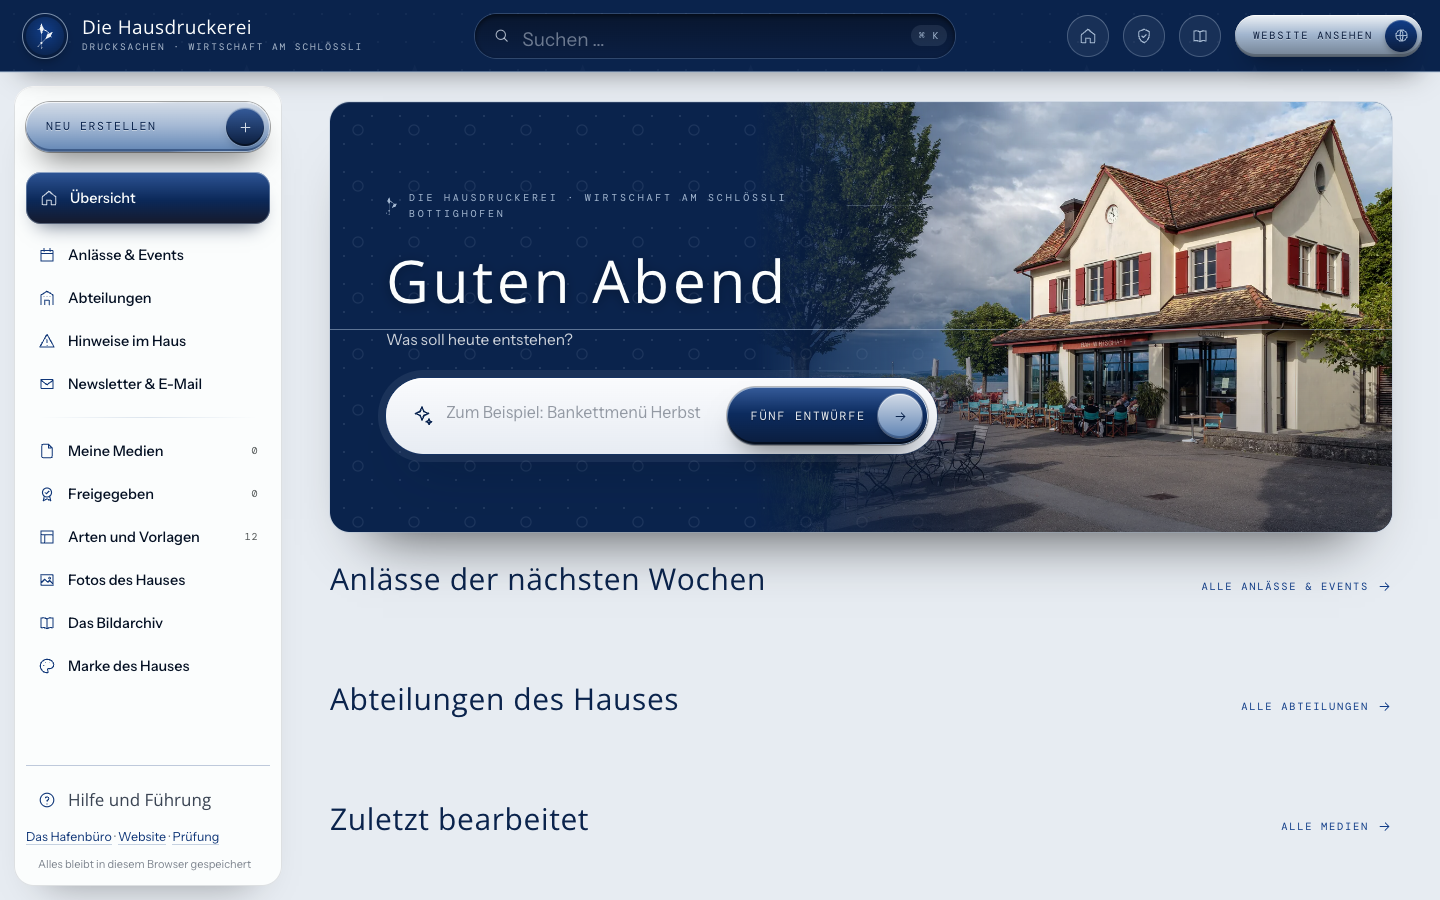 Die Hausdruckerei
DRUCKSACHEN · WIRTSCHAFT AM SCHLÖSSLI
Suchen ...
⌘ K
WEBSITE ANSEHEN
NEU ERSTELLEN
Übersicht
Anlässe & Events
Abteilungen
Hinweise im Haus
Newsletter & E-Mail
Meine Medien 0
Freigegeben 0
Arten und Vorlagen 12
Fotos des Hauses
Das Bildarchiv
Marke des Hauses
Hilfe und Führung
Das Hafenbüro · Website · Prüfung
Alles bleibt in diesem Browser gespeichert
DIE HAUSDRUCKEREI · WIRTSCHAFT AM SCHLÖSSLI
BOTTIGHOFEN
Guten Abend
Was soll heute entstehen?
Zum Beispiel: Bankettmenü Herbst
FÜNF ENTWÜRFE
Anlässe der nächsten Wochen
ALLE ANLÄSSE & EVENTS
Abteilungen des Hauses
ALLE ABTEILUNGEN
Zuletzt bearbeitet
ALLE MEDIEN